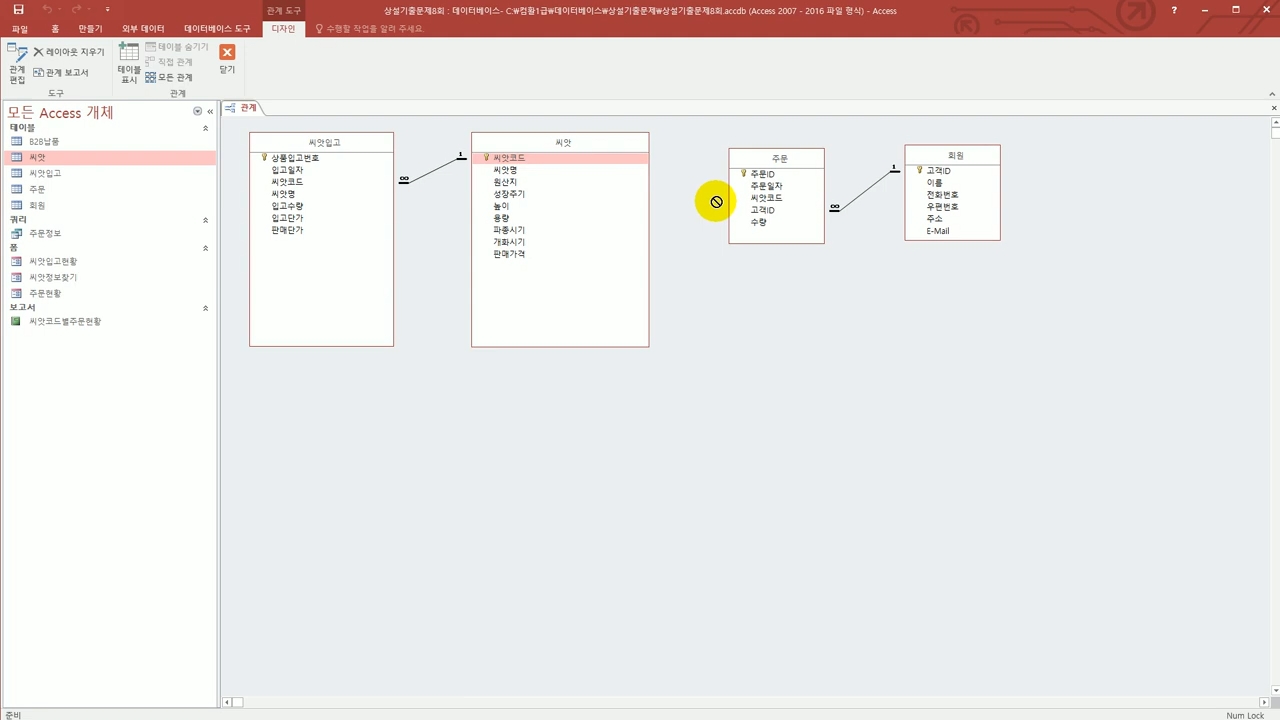 관계 도구
상설기출문제8회 : 데이터베이스- C:₩컴활1급₩데이터베이스₩상설기출문제₩상설기출문제8회.accdb (Access 2007 - 2016 파일 형식) - Access
파일 홈 만들기 외부 데이터 데이터베이스 도구 디자인 수행할 작업을 알려 주세요.
관계 편집
레이아웃 지우기
관계 보고서
도구
테이블 표시
테이블 숨기기
직접 관계
모든 관계
관계
닫기
모든 Access 개체
테이블
B2B납품
씨앗
씨앗입고
주문
회원
쿼리
주문정보
폼
씨앗입고현황
씨앗정보찾기
주문현황
보고서
씨앗코드별주문현황
관계
씨앗입고
상품입고번호
입고일자
씨앗코드
씨앗명
입고수량
입고단가
판매단가
∞ 1
씨앗
씨앗코드
씨앗명
원산지
성장주기
높이
용량
파종시기
개화시기
판매가격
주문
주문ID
주문일자
씨앗코드
고객ID
수량
∞ 1
회원
고객ID
이름
전화번호
우편번호
주소
E-Mail
준비
Num Lock